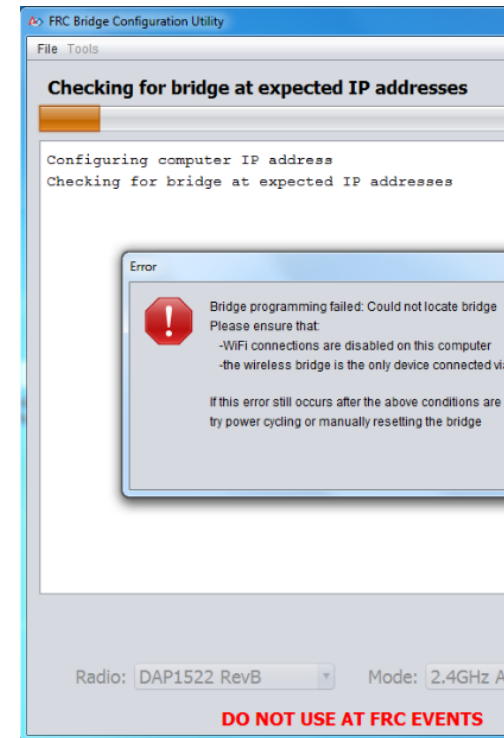 FRC Bridge Configuration Utility
File Tools
Checking for bridge at expected IP addresses
Configuring computer IP address
Checking for bridge at expected IP addresses
Error
Bridge programming failed: Could not locate bridge
Please ensure that:
-WiFi connections are disabled on this computer
-the wireless bridge is the only device connected via
If this error still occurs after the above conditions are
try power cycling or manually resetting the bridge
Radio: DAP1522 RevB Mode: 2.4GHz A
DO NOT USE AT FRC EVENTS